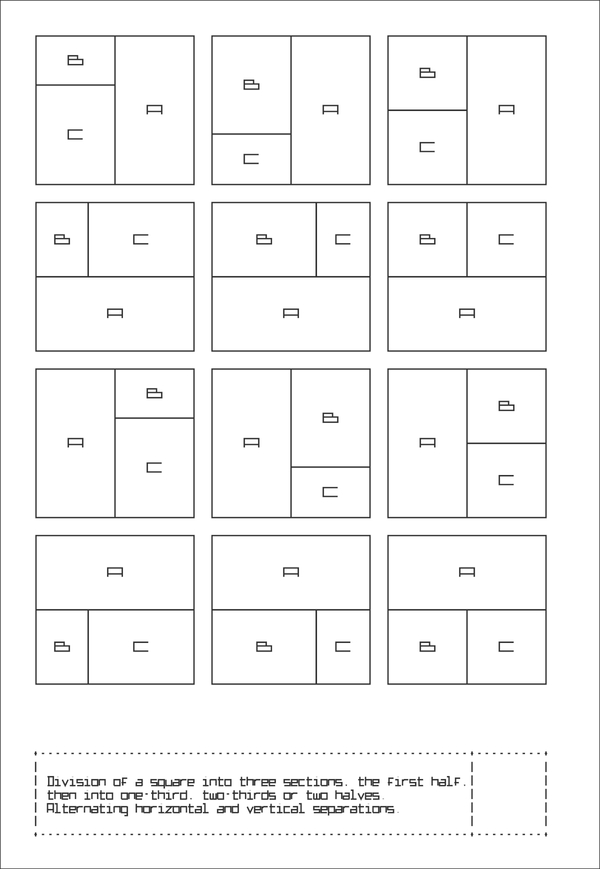 B
A
C
B
A
C
B
A
C
B C
A
B C
A
B C
A
B
A
C
B
A
C
B
A
C
A
B C
A
B C
A
B C
Division of a square into three sections. the first half.
then into one-third. two-thirds or two halves.
Alternating horizontal and vertical separations.